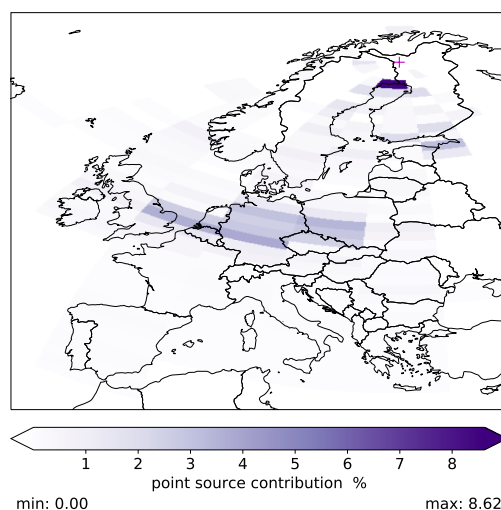 1 2 3 4 5 6 7 8
point source contribution %
min: 0.00 max: 8.62